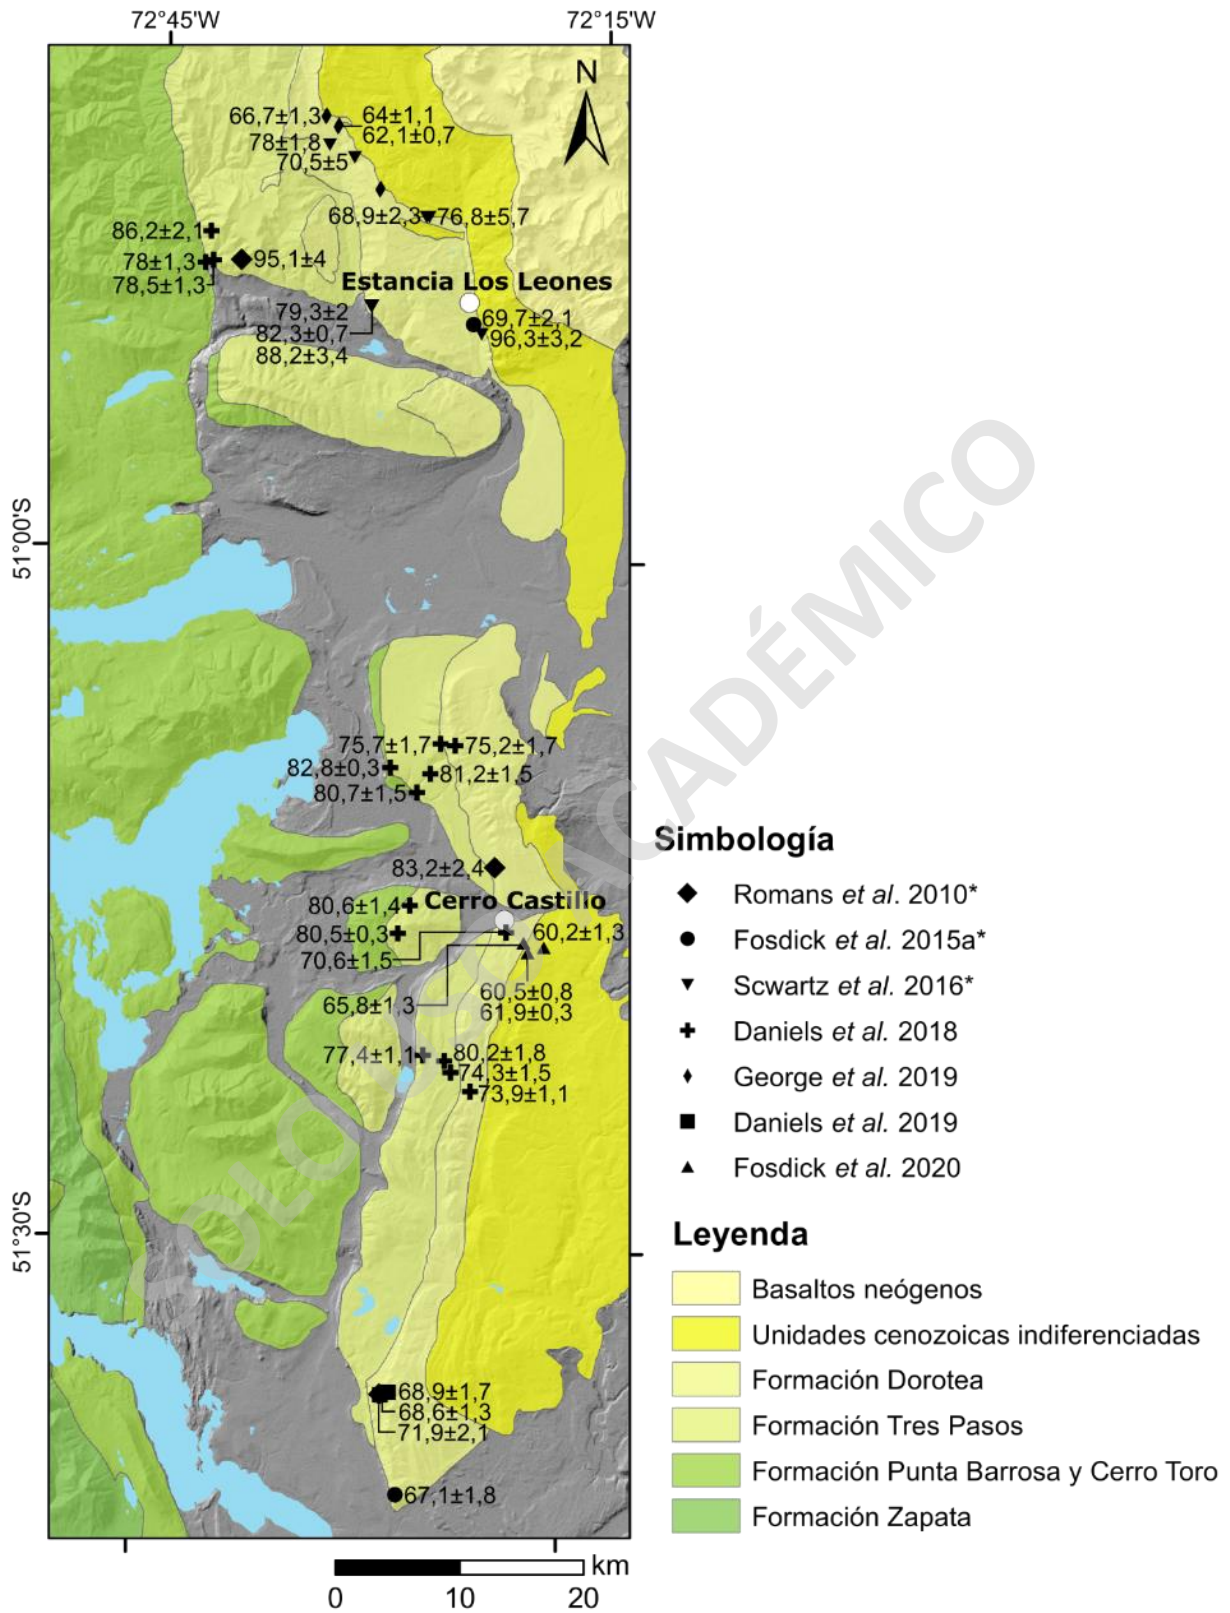 72°45'W 72°15'W
N
66,7±1,3 64±1,1
62,1±0,7
78±1,8
70,5±5
68,9±2,3 76,8±5,7
86,2±2,1
78±1,3 95,1±4
78,5±1,3
Estancia Los Leones
79,3±2 69,7±2,1
82,3±0,7 96,3±3,2
88,2±3,4
51°00'S
75,7±1,7 75,2±1,7
82,8±0,3 81,2±1,5
80,7±1,5
83,2±2,4
80,6±1,4 Cerro Castillo
80,5±0,3 60,2±1,3
70,6±1,5
65,8±1,3 60,5±0,8
61,9±0,3
77,4±1,1 80,2±1,8
74,3±1,5
73,9±1,1
51°30'S
68,9±1,7
68,6±1,3
71,9±2,1
67,1±1,8
km
0 10 20
Simbología
Romans et al. 2010*
Fosdick et al. 2015a*
Scwartz et al. 2016*
Daniels et al. 2018
George et al. 2019
Daniels et al. 2019
Fosdick et al. 2020
Leyenda
Basaltos neógenos
Unidades cenozoicas indiferenciadas
Formación Dorotea
Formación Tres Pasos
Formación Punta Barrosa y Cerro Toro
Formación Zapata
SOLO USO ACADÉMICO